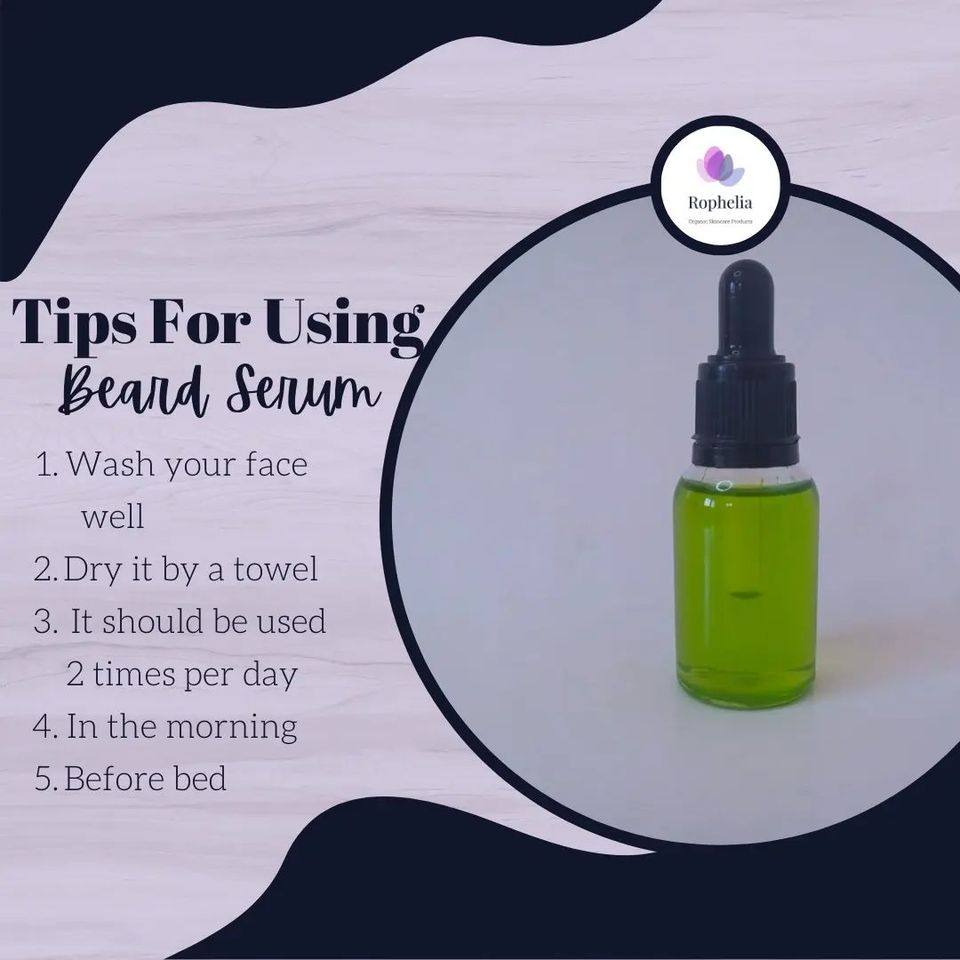 Rophelia
Organic Skincare Products
Tips For Using
Beard Serum
1. Wash your face
well
2. Dry it by a towel
3. It should be used
2 times per day
4. In the morning
5. Before bed